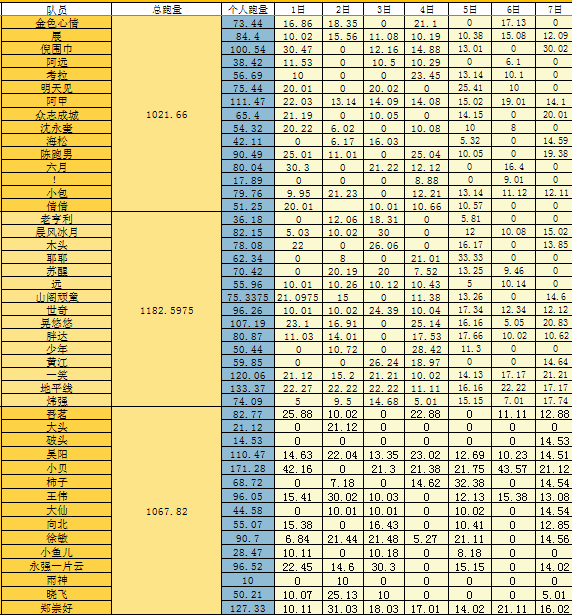 队员 总跑量 个人跑量 1日 2日 3日 4日 5日 6日 7日
金色心情 73.44 16.86 18.35 0 21.1 0 17.13 0
晨 84.4 10.02 15.56 11.08 10.19 10.38 15.08 12.09
倪围巾 100.54 30.47 0 12.16 14.88 13.01 0 30.02
阿远 38.42 11.53 0 10.5 10.29 0 6.1 0
考拉 56.69 10 0 0 23.45 13.14 10.1 0
明天见 75.44 20.01 0 20.02 0 25.41 10 0
阿甲 111.47 22.03 13.14 14.09 14.08 15.02 19.01 14.1
众志成城 65.4 21.19 0 10.05 0 14.15 0 20.01
1021.66
沈永奎 54.32 20.22 6.02 0 10.08 10 8 0
海松 42.11 0 6.17 16.03 5.32 0 14.59
陈跑男 90.49 25.01 11.01 0 25.04 10.05 0 19.38
六月 80.04 30.3 0 21.22 12.12 0 16.4 0
! 17.89 0 0 0 8.88 0 9.01 0
小包 79.76 9.95 21.23 0 12.21 13.14 11.12 12.11
倩倩 51.25 20.01 10.01 10.66 10.57 0 0
老亨利 36.18 0 12.06 18.31 0 5.81 0 0
晨风冰月 82.15 5.03 10.02 30 0 12 10.08 15.02
木头 78.08 22 0 26.06 0 16.17 0 13.85
耶耶 62.34 0 8 0 21.01 33.33 0 0
苏醒 70.42 0 20.19 20 7.52 13.25 9.46 0
远 55.96 10.01 10.26 10.12 10.43 5 10.14 0
山阁顽童 75.3375 21.0975 15 0 11.38 13.26 0 14.6
1182.5975
世奇 96.26 10.01 10.02 24.39 10.04 17.34 12.34 12.12
晃悠悠 107.19 23.1 16.91 0 25.14 16.16 5.05 20.83
胖达 80.87 11.03 14.01 0 17.53 17.66 10.02 10.62
少年 50.44 0 10.72 0 28.42 11.3 0 0
黄江 59.85 0 0 26.24 18.97 0 0 14.64
一笑 120.06 21.12 15.2 21.21 10.02 14.13 17.17 21.21
地平线 133.37 22.27 22.22 22.22 11.11 16.16 22.22 17.17
炜强 74.09 5 9.5 14.68 5.01 15.15 7.01 17.74
吾茗 82.77 25.88 10.02 0 22.88 0 11.11 12.88
大头 21.12 0 21.12 0 0 0 0 0
破头 14.53 0 0 0 0 0 0 14.53
吴阳 110.47 14.63 22.04 13.35 23.02 12.69 10.23 14.51
小贝 171.28 42.16 0 21.3 21.38 21.75 43.57 21.12
柿子 68.72 0 7.18 0 14.62 32.38 0 14.54
王伟 96.05 15.41 30.02 10.03 0 12.13 15.38 13.08
1067.82
大仙 44.58 0 10.01 10.01 0 10.02 0 14.54
向北 55.07 15.38 0 16.43 0 10.41 0 12.85
徐敏 90.7 6.84 21.44 21.48 5.27 21.11 0 14.56
小鱼儿 28.47 10.11 0 10.18 0 8.18 0 0
永强一片云 96.52 22.45 14.6 30.3 0 15.15 0 14.02
雨神 10 0 10 0 0 0 0 0
晓飞 50.21 10.07 25.13 10 0 0 0 5.01
郑崇好 127.33 10.11 31.03 18.03 17.01 14.02 21.11 16.02